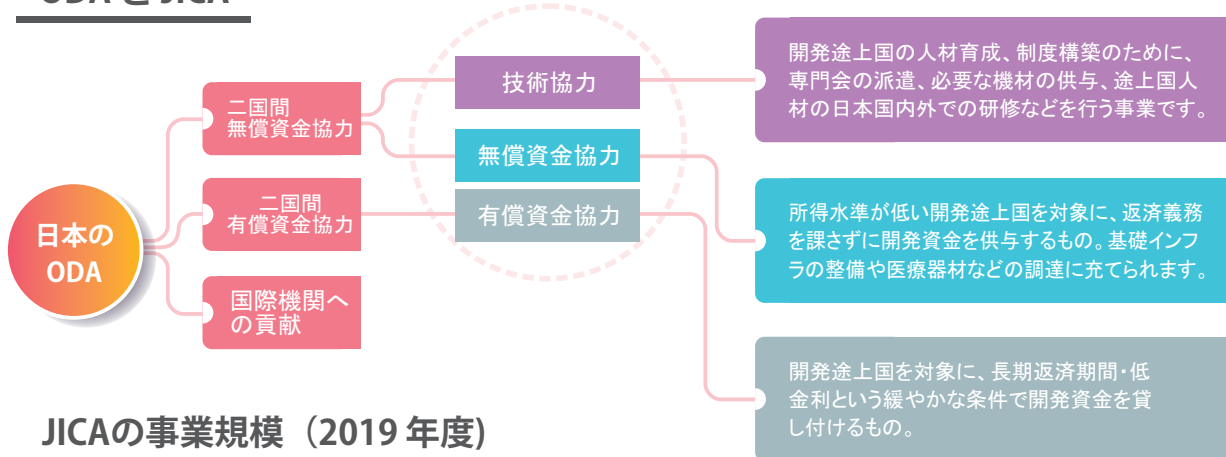 ODA と JICA
日本の
ODA
二国間
無償資金協力
二国間
有償資金協力
国際機関へ
の貢献
技術協力
無償資金協力
有償資金協力
開発途上国の人材育成、制度構築のために、
専門会の派遣、必要な機材の供与、途上国人
材の日本国内外での研修などを行う事業です。
所得水準が低い開発途上国を対象に、返済義務
を課さずに開発資金を供与するもの。基礎インフ
ラの整備や医療器材などの調達に充てられます。
開発途上国を対象に、長期返済期間・低
金利という緩やかな条件で開発資金を貸
し付けるもの。
JICAの事業規模（2019 年度)